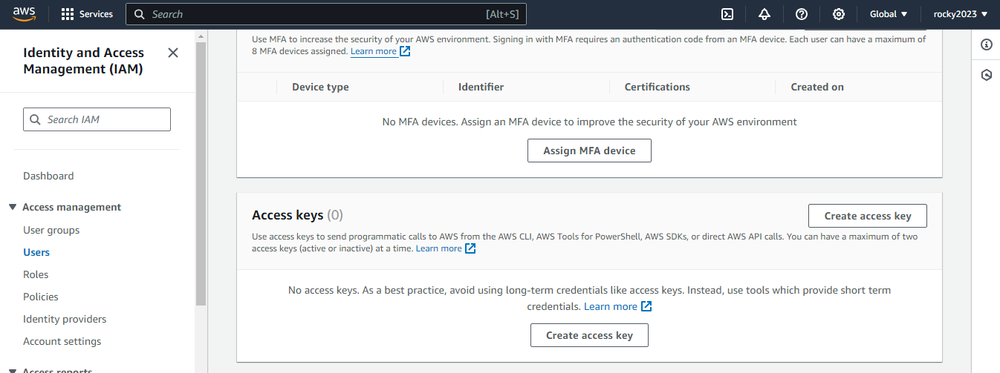 aws
Services
Search
[Alt+S]
Global
rocky2023
Identity and Access
Management (IAM)
Search IAM
Dashboard
Access management
User groups
Users
Roles
Policies
Identity providers
Account settings
Access reports
Use MFA to increase the security of your AWS environment. Signing in with MFA requires an authentication code from an MFA device. Each user can have a maximum of
8 MFA devices assigned. Learn more
Device type
Identifier
Certifications
Created on
No MFA devices. Assign an MFA device to improve the security of your AWS environment
Assign MFA device
Access keys (0)
Create access key
Use access keys to send programmatic calls to AWS from the AWS CLI, AWS Tools for PowerShell, AWS SDKs, or direct AWS API calls. You can have a maximum of two
access keys (active or inactive) at a time. Learn more
No access keys. As a best practice, avoid using long-term credentials like access keys. Instead, use tools which provide short term
credentials. Learn more
Create access key